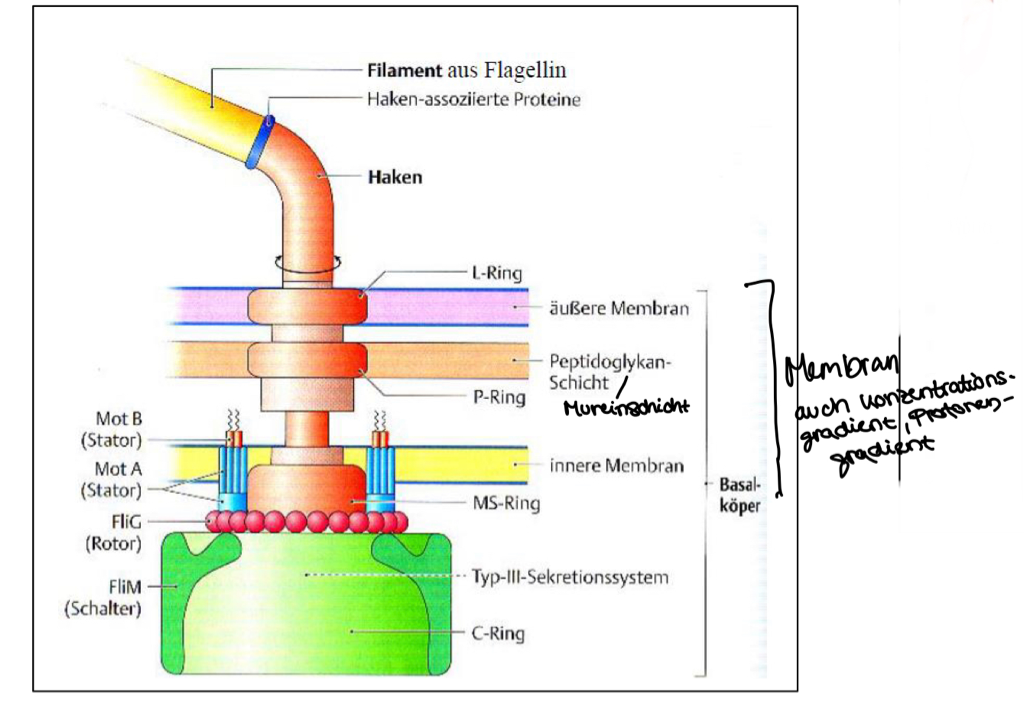 Filament aus Flagellin
Haken-assoziierte Proteine
Haken
L-Ring
äußere Membran
Peptidoglykan-
Schicht
P-Ring
Mureinschicht
Mot B
(Stator)
Mot A
(Stator)
innere Membran
MS-Ring
Basal-
köper
FliG
(Rotor)
FliM
(Schalter)
Typ-III-Sekretionssystem
C-Ring
Membran
auch Konzentrations-
gradient, Protonen-
gradient